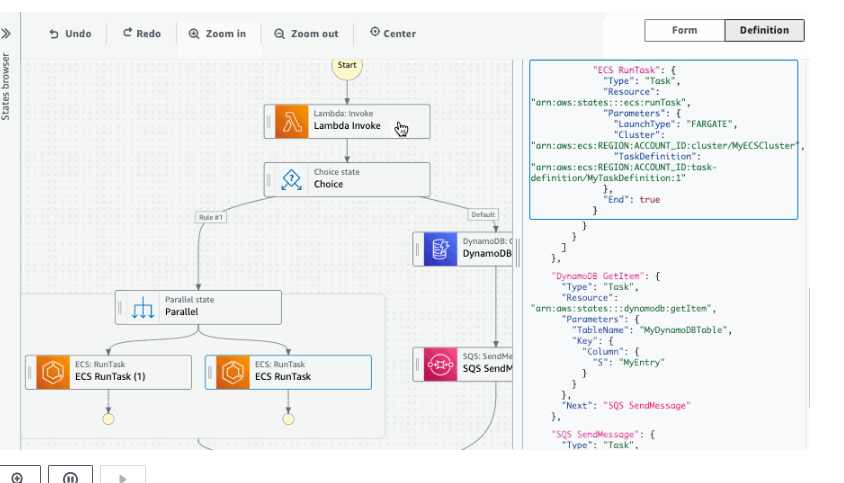 Undo
Redo
Zoom in
Zoom out
Center
Form
Definition
States browser
Start
Lambda: Invoke
Lambda Invoke
Choice state
Choice
Rule #1
Default
DynamoDB:
DynamoDB
Parallel state
Parallel
ECS: RunTask
ECS RunTask (1)
ECS: RunTask
ECS RunTask
SQS: SendMe
SQS SendM
"ECS RunTask": {
"Type": "Task",
"Resource":
"arn:aws:states:::ecs:runTask",
"Parameters": {
"LaunchType": "FARGATE",
"Cluster":
"arn:aws:ecs:REGION:ACCOUNT_ID:cluster/MyECSCluster",
"TaskDefinition":
"arn:aws:ecs:REGION:ACCOUNT_ID:task-
definition/MyTaskDefinition:1"
},
"End": true
}
}
}
]
},
"DynamoDB GetItem": {
"Type": "Task",
"Resource":
"arn:aws:states:::dynamodb:getItem",
"Parameters": {
"TableName": "MyDynamoDBTable",
"Key": {
"Column": {
"S": "MyEntry"
}
}
},
"Next": "SQS SendMessage"
},
"SQS SendMessage": {
"Type": "Task",